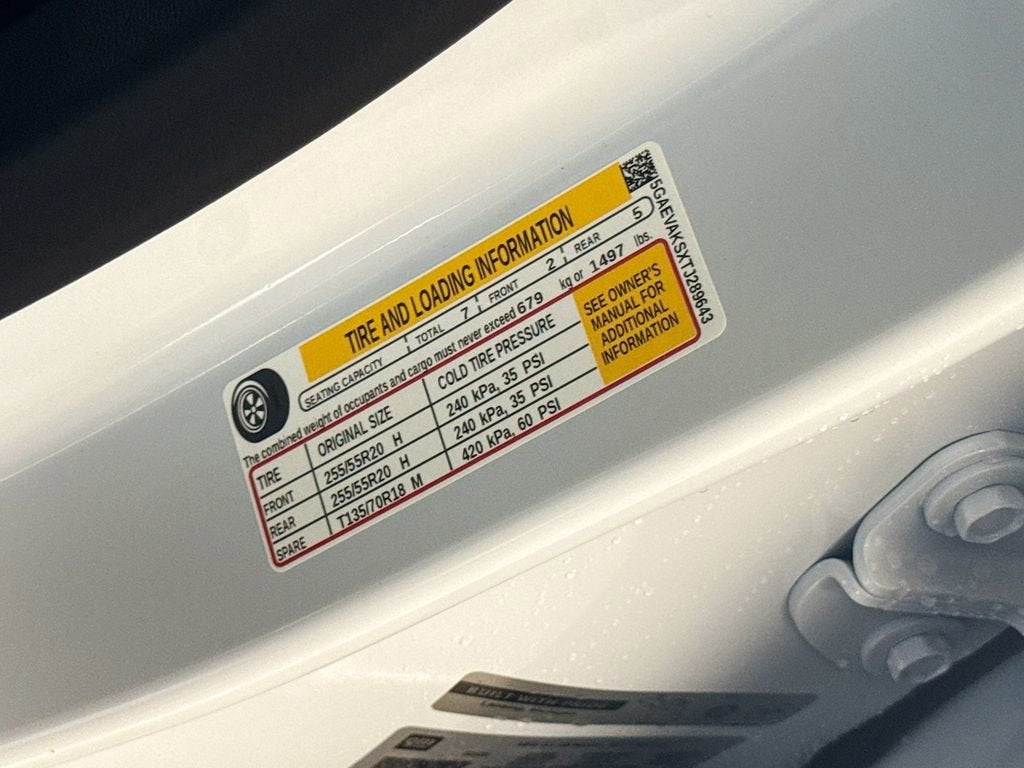 TIRE AND LOADING INFORMATION
SEATING CAPACITY TOTAL 7 FRONT 2 REAR 5
The combined weight of occupants and cargo must never exceed 679 kg or 1497 lbs.
TIRE ORIGINAL SIZE COLD TIRE PRESSURE
FRONT 255/55R20 H 240 kPa, 35 PSI
REAR 255/55R20 H 240 kPa, 35 PSI
SPARE T135/70R18 M 420 kPa, 60 PSI
SEE OWNER'S
MANUAL FOR
ADDITIONAL
INFORMATION
5GAEVAKSXTJ289643
BUILT WITH PRIDE